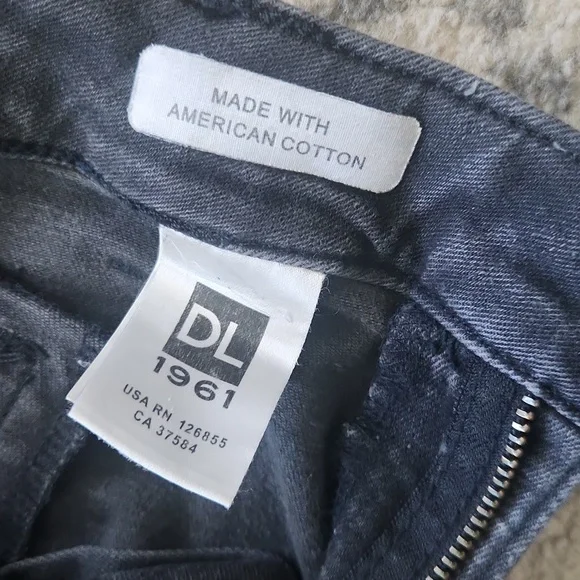 MADE WITH
AMERICAN COTTON
DL
1961
USA RN 126855
CA 37584